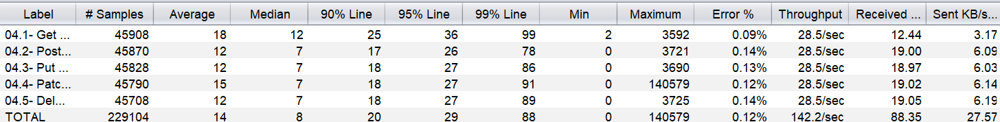 Label # Samples Average Median 90% Line 95% Line 99% Line Min Maximum Error % Throughput Received ... Sent KB/s...
04.1- Get ... 45908 18 12 25 36 99 2 3592 0.09% 28.5/sec 12.44 3.17
04.2- Post... 45870 12 7 17 26 78 0 3721 0.14% 28.5/sec 19.00 6.09
04.3- Put ... 45828 12 7 18 27 86 0 3690 0.13% 28.5/sec 18.97 6.03
04.4- Patc... 45790 15 7 18 27 91 0 140579 0.12% 28.5/sec 19.02 6.14
04.5- Del... 45708 12 7 18 27 89 0 3725 0.14% 28.5/sec 19.05 6.19
TOTAL 229104 14 8 20 29 88 0 140579 0.12% 142.2/sec 88.35 27.57